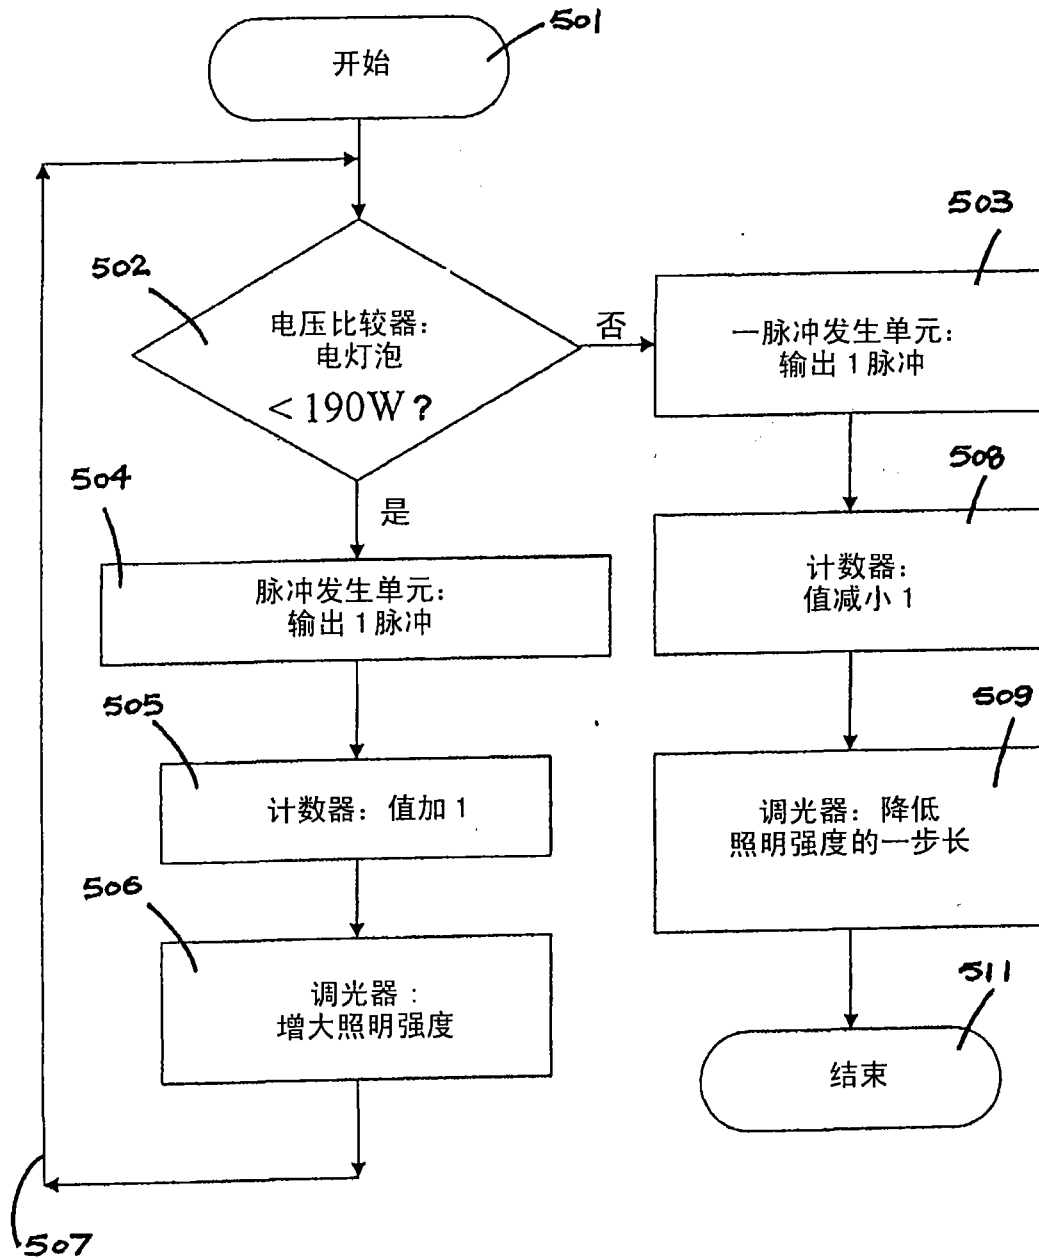 501
开始
502
电压比较器：
电灯泡
< 190W？
否
503
一脉冲发生单元：
输出1脉冲
是
504
脉冲发生单元：
输出1脉冲
508
计数器：
值减小1
505
计数器：值加1
509
调光器：降低
照明强度的一步长
506
调光器：
增大照明强度
511
结束
507